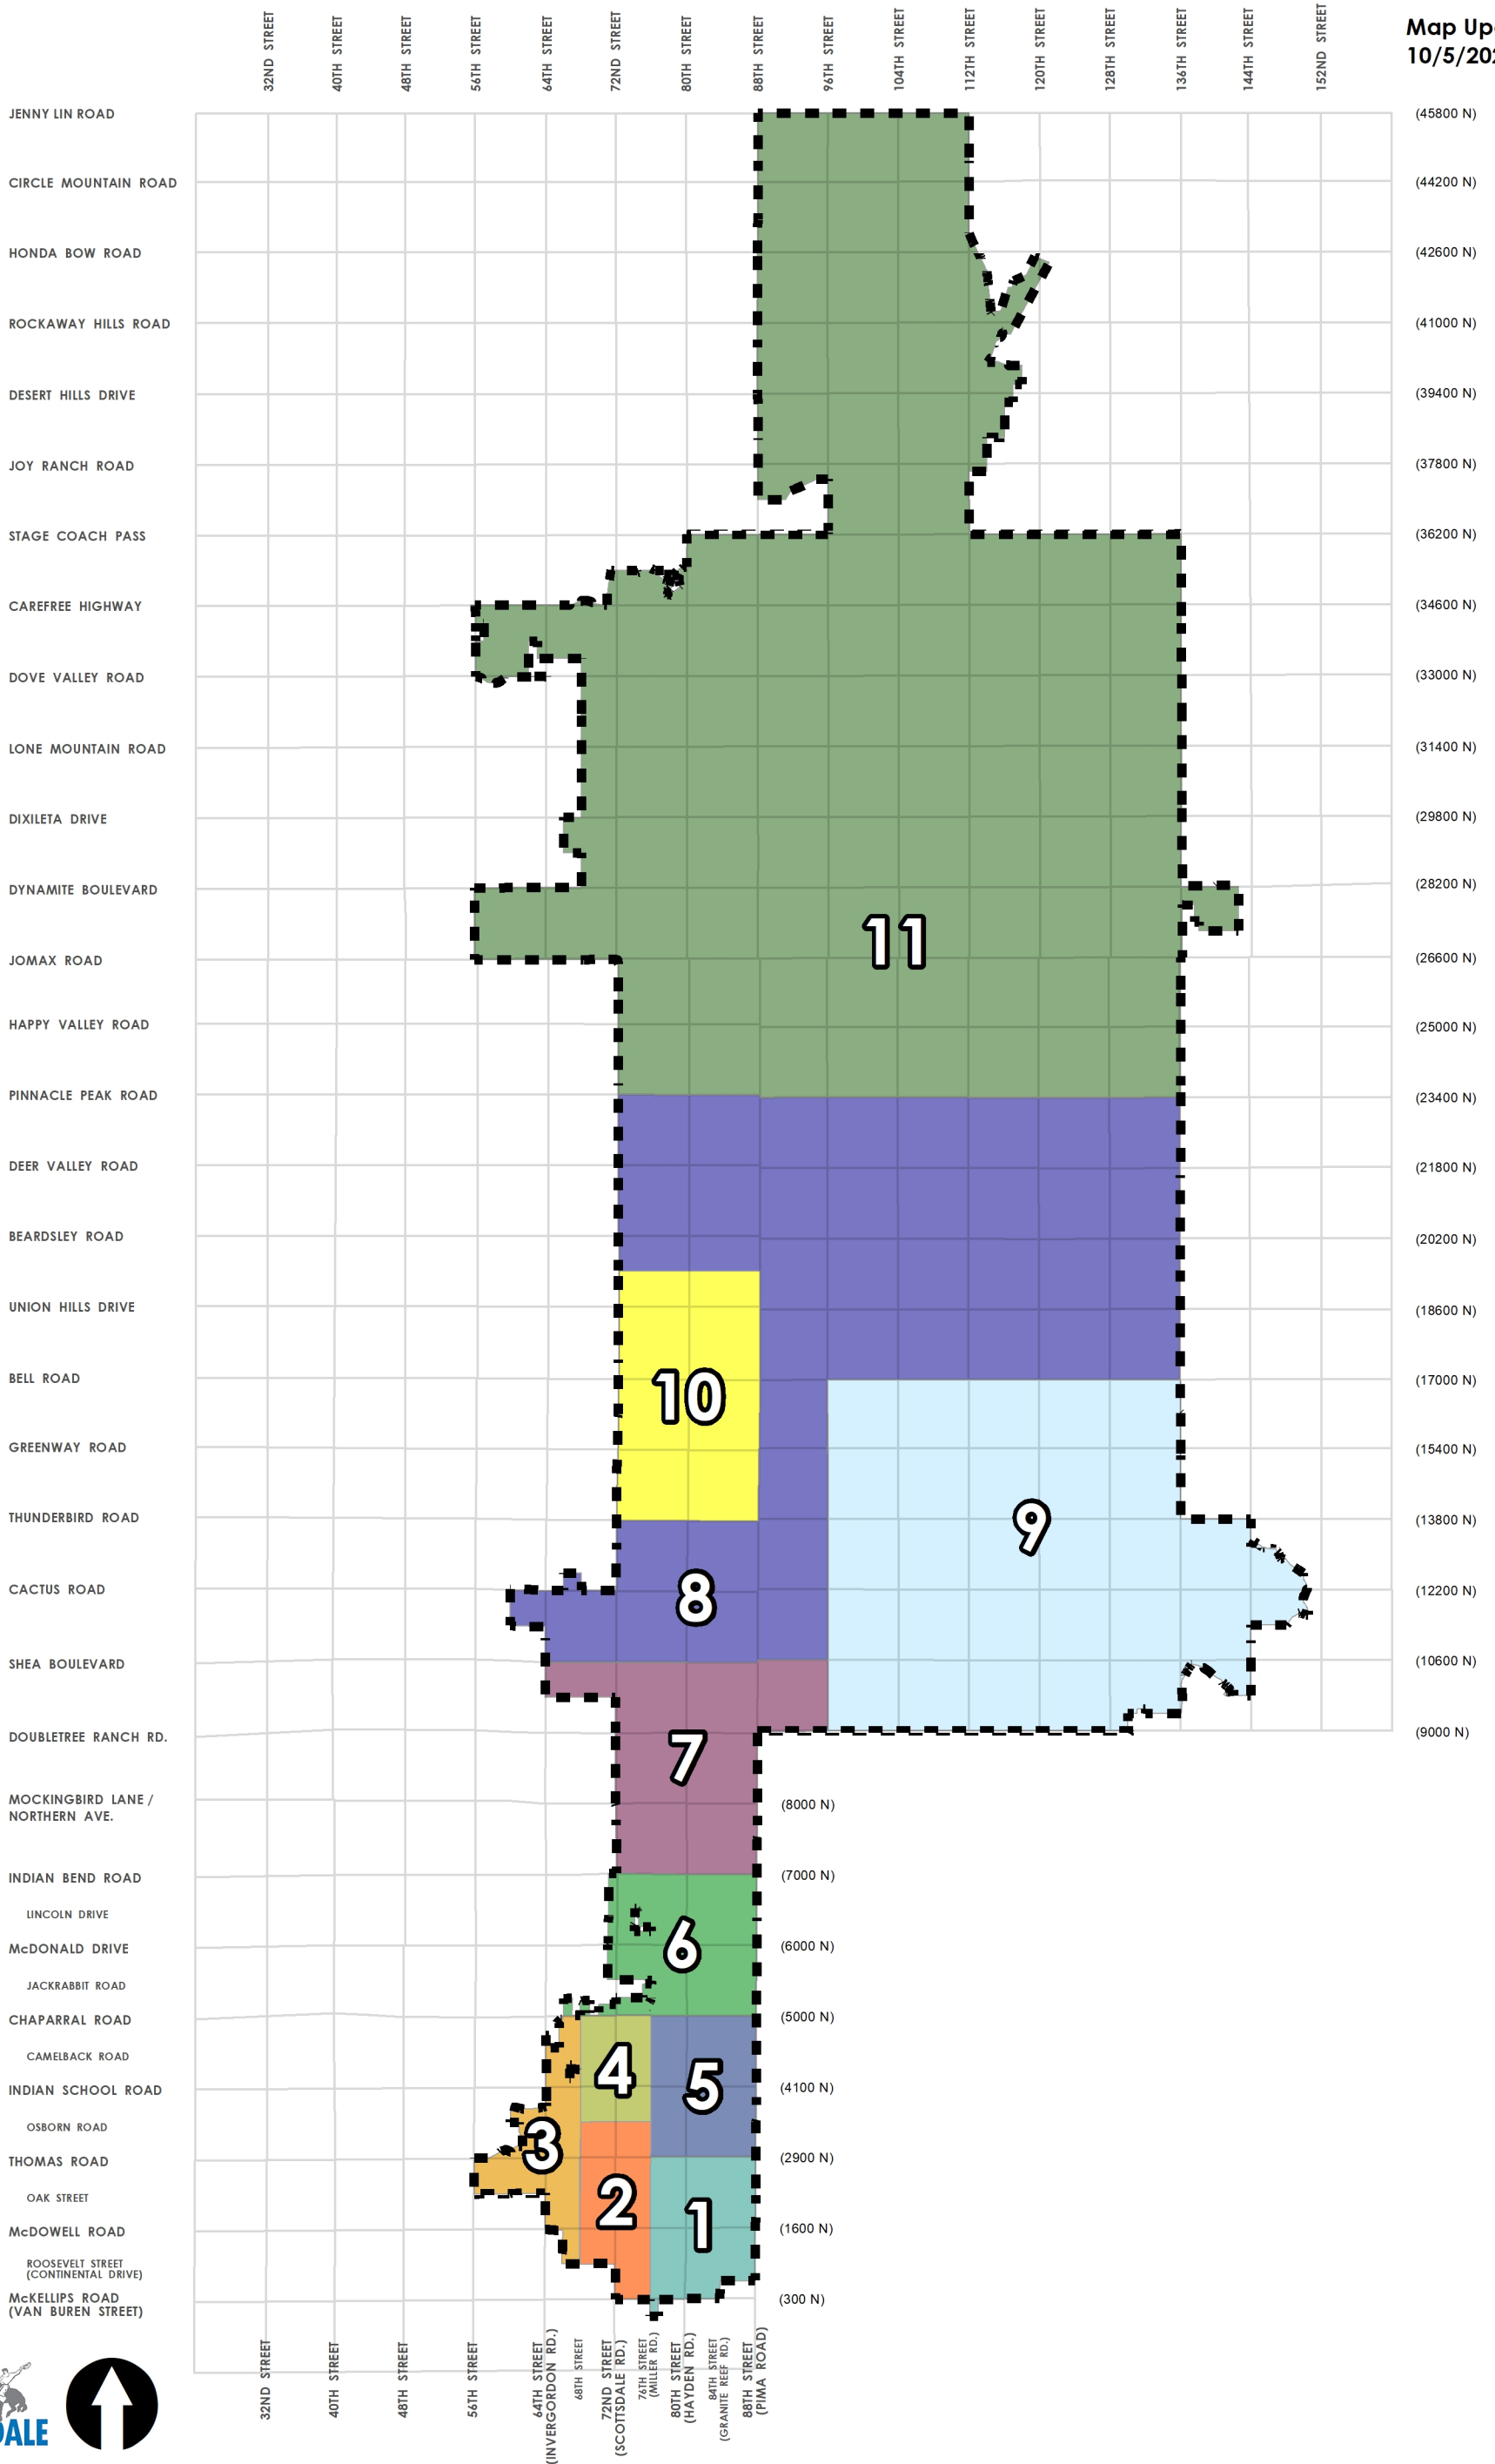 32ND STREET
40TH STREET
48TH STREET
56TH STREET
64TH STREET
72ND STREET
80TH STREET
88TH STREET
96TH STREET
104TH STREET
112TH STREET
120TH STREET
128TH STREET
136TH STREET
144TH STREET
152ND STREET
Map Up
10/5/202
JENNY LIN ROAD
(45800 N)
CIRCLE MOUNTAIN ROAD
(44200 N)
HONDA BOW ROAD
(42600 N)
ROCKAWAY HILLS ROAD
(41000 N)
DESERT HILLS DRIVE
(39400 N)
JOY RANCH ROAD
(37800 N)
STAGE COACH PASS
(36200 N)
CAREFREE HIGHWAY
(34600 N)
DOVE VALLEY ROAD
(33000 N)
LONE MOUNTAIN ROAD
(31400 N)
DIXILETA DRIVE
(29800 N)
DYNAMITE BOULEVARD
(28200 N)
11
JOMAX ROAD
(26600 N)
HAPPY VALLEY ROAD
(25000 N)
PINNACLE PEAK ROAD
(23400 N)
DEER VALLEY ROAD
(21800 N)
BEARDSLEY ROAD
(20200 N)
UNION HILLS DRIVE
(18600 N)
BELL ROAD
(17000 N)
10
GREENWAY ROAD
(15400 N)
THUNDERBIRD ROAD
(13800 N)
9
CACTUS ROAD
(12200 N)
8
SHEA BOULEVARD
(10600 N)
DOUBLETREE RANCH RD.
(9000 N)
7
MOCKINGBIRD LANE /
NORTHERN AVE.
(8000 N)
INDIAN BEND ROAD
(7000 N)
LINCOLN DRIVE
McDONALD DRIVE
(6000 N)
6
JACKRABBIT ROAD
CHAPARRAL ROAD
(5000 N)
CAMELBACK ROAD
4
5
INDIAN SCHOOL ROAD
(4100 N)
OSBORN ROAD
3
THOMAS ROAD
(2900 N)
OAK STREET
2
1
McDOWELL ROAD
(1600 N)
ROOSEVELT STREET
(CONTINENTAL DRIVE)
McKELLIPS ROAD
(VAN BUREN STREET)
(300 N)
32ND STREET
40TH STREET
48TH STREET
56TH STREET
64TH STREET
(INVERGORDON RD.)
68TH STREET
72ND STREET
(SCOTTSDALE RD.)
76TH STREET
(MILLER RD.)
80TH STREET
(HAYDEN RD.)
84TH STREET
(GRANITE REEF RD.)
88TH STREET
(PIMA ROAD)
DALE